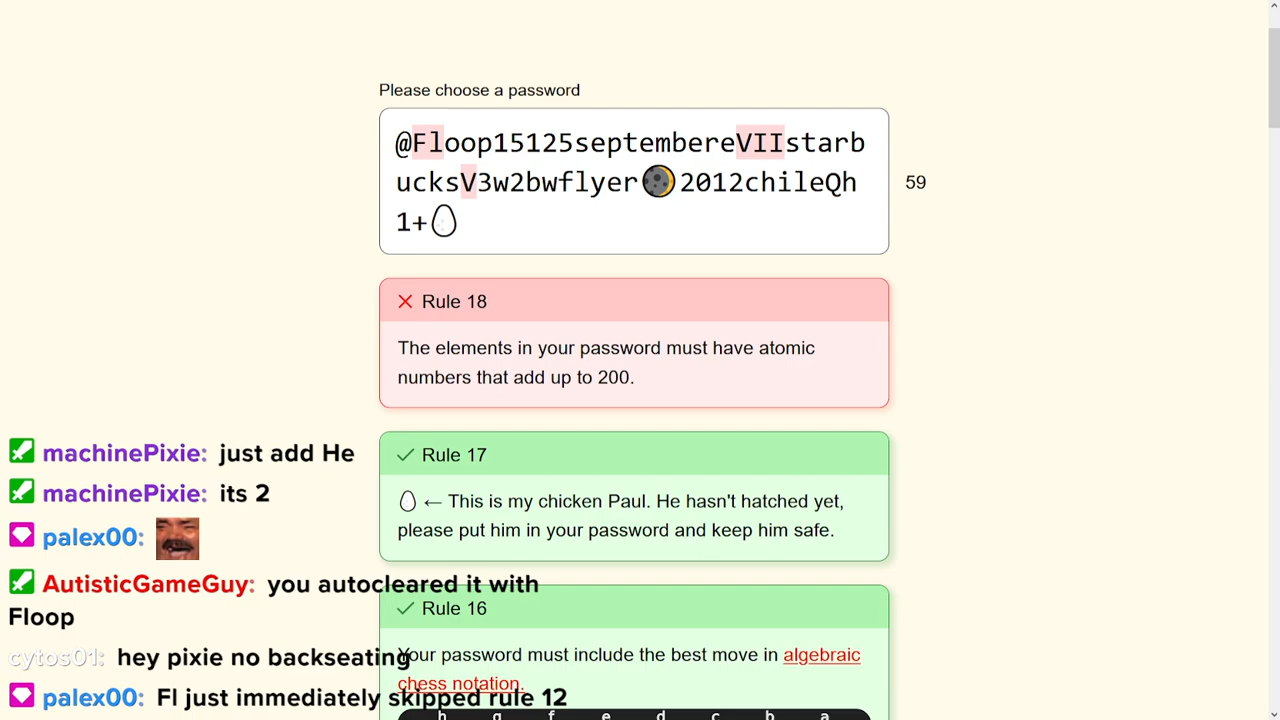 Please choose a password
@Floop15125septembereVIIstarb
ucksV3w2bwflyer🌒2012chileQh
1+🥚
59
Rule 18
The elements in your password must have atomic
numbers that add up to 200.
Rule 17
🥚 ← This is my chicken Paul. He hasn't hatched yet,
please put him in your password and keep him safe.
Rule 16
Your password must include the best move in algebraic
chess notation.
h g f e d c b a
machinePixie: just add He
machinePixie: its 2
palex00:
AutisticGameGuy: you autocleared it with
Floop
cytos01: hey pixie no backseating
palex00: Fl just immediately skipped rule 12